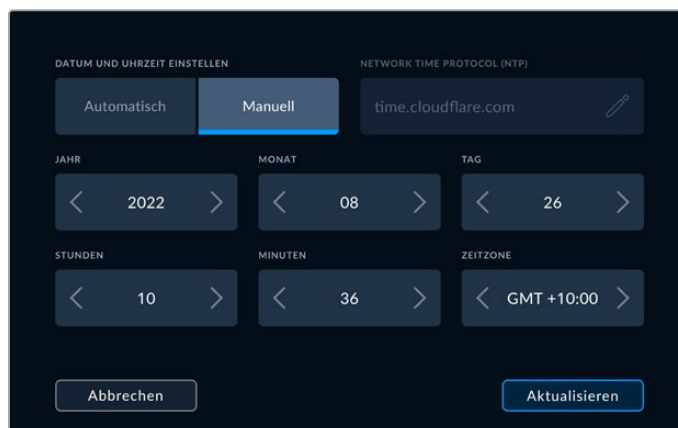 DATUM UND UHRZEIT EINSTELLEN
NETWORK TIME PROTOCOL (NTP)
Automatisch
Manuell
time.cloudflare.com
JAHR
MONAT
TAG
2022
08
26
STUNDEN
MINUTEN
ZEITZONE
10
36
GMT +10:00
Abbrechen
Aktualisieren